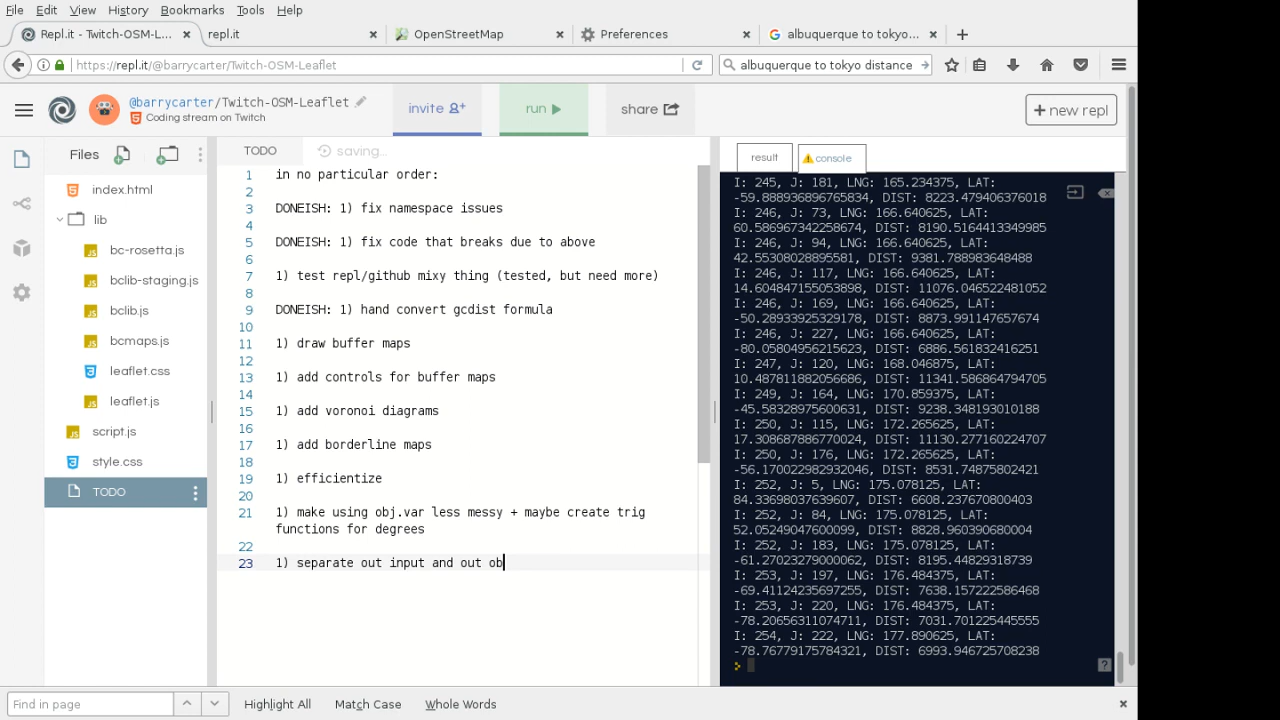 File Edit View History Bookmarks Tools Help
Repl.it - Twitch-OSM-L... repl.it OpenStreetMap Preferences albuquerque to tokyo...
https://repl.it/@barrycarter/Twitch-OSM-Leaflet albuquerque to tokyo distance
@barrycarter/Twitch-OSM-Leaflet
Coding stream on Twitch
invite run share + new repl
Files
index.html
lib
bc-rosetta.js
bclib-staging.js
bclib.js
bcmaps.js
leaflet.css
leaflet.js
script.js
style.css
TODO
TODO saving...
1 in no particular order:
2
3 DONEISH: 1) fix namespace issues
4
5 DONEISH: 1) fix code that breaks due to above
6
7 1) test repl/github mixy thing (tested, but need more)
8
9 DONEISH: 1) hand convert gcdist formula
10
11 1) draw buffer maps
12
13 1) add controls for buffer maps
14
15 1) add voronoi diagrams
16
17 1) add borderline maps
18
19 1) efficientize
20
21 1) make using obj.var less messy + maybe create trig
functions for degrees
22
23 1) separate out input and out ob
result console
I: 245, J: 181, LNG: 165.234375, LAT:
-59.888936896765834, DIST: 8223.479406376018
I: 246, J: 73, LNG: 166.640625, LAT:
60.586967342258674, DIST: 8190.5164413349985
I: 246, J: 94, LNG: 166.640625, LAT:
42.55308028895581, DIST: 9381.788983648488
I: 246, J: 117, LNG: 166.640625, LAT:
14.604847155053898, DIST: 11076.046522481052
I: 246, J: 169, LNG: 166.640625, LAT:
-50.28933925329178, DIST: 8873.991147657674
I: 246, J: 227, LNG: 166.640625, LAT:
-80.05804956215623, DIST: 6886.561832416251
I: 247, J: 120, LNG: 168.046875, LAT:
10.487811882056686, DIST: 11341.586864794705
I: 249, J: 164, LNG: 170.859375, LAT:
-45.58328975600631, DIST: 9238.348193010188
I: 250, J: 115, LNG: 172.265625, LAT:
17.308687886770024, DIST: 11130.277160224707
I: 250, J: 176, LNG: 172.265625, LAT:
-56.170022982932046, DIST: 8531.74875802421
I: 252, J: 5, LNG: 175.078125, LAT:
84.33698037639607, DIST: 6608.237670800403
I: 252, J: 84, LNG: 175.078125, LAT:
52.05249047600099, DIST: 8828.960390680004
I: 252, J: 183, LNG: 175.078125, LAT:
-61.27023279000062, DIST: 8195.44829318739
I: 253, J: 197, LNG: 176.484375, LAT:
-69.41124235697255, DIST: 7638.157222586468
I: 253, J: 220, LNG: 176.484375, LAT:
-78.20656311074711, DIST: 7031.701225445555
I: 254, J: 222, LNG: 177.890625, LAT:
-78.76779175784321, DIST: 6993.946725708238
Find in page Highlight All Match Case Whole Words